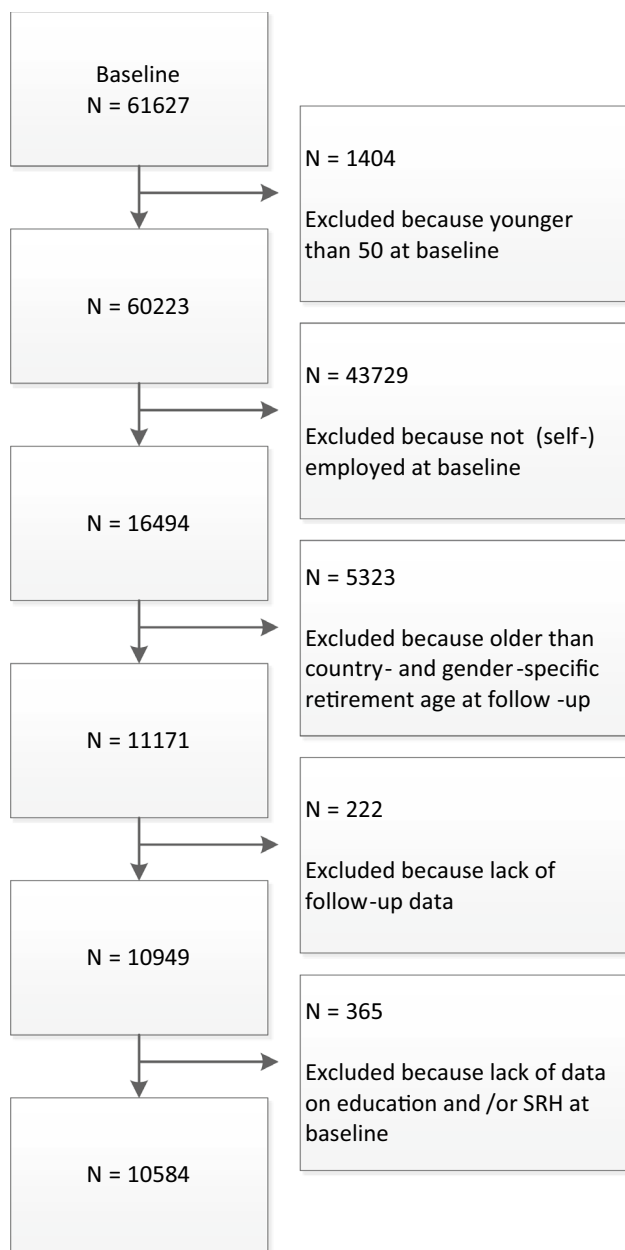 Baseline
N = 61627
N = 1404
Excluded because younger
than 50 at baseline
N = 60223
N = 43729
Excluded because not (self-)
employed at baseline
N = 16494
N = 5323
Excluded because older than
country- and gender-specific
retirement age at follow-up
N = 11171
N = 222
Excluded because lack of
follow-up data
N = 10949
N = 365
Excluded because lack of data
on education and /or SRH at
baseline
N = 10584